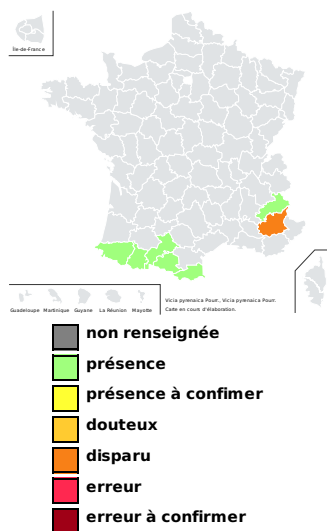 Île-de-France
Guadeloupe Martinique Guyane La Réunion Mayotte
Vicia pyrenaica Pourr., Vicia pyrenaica Pourr.
Carte en cours d'élaboration.
non renseignée
présence
présence à confimer
douteux
disparu
erreur
erreur à confirmer